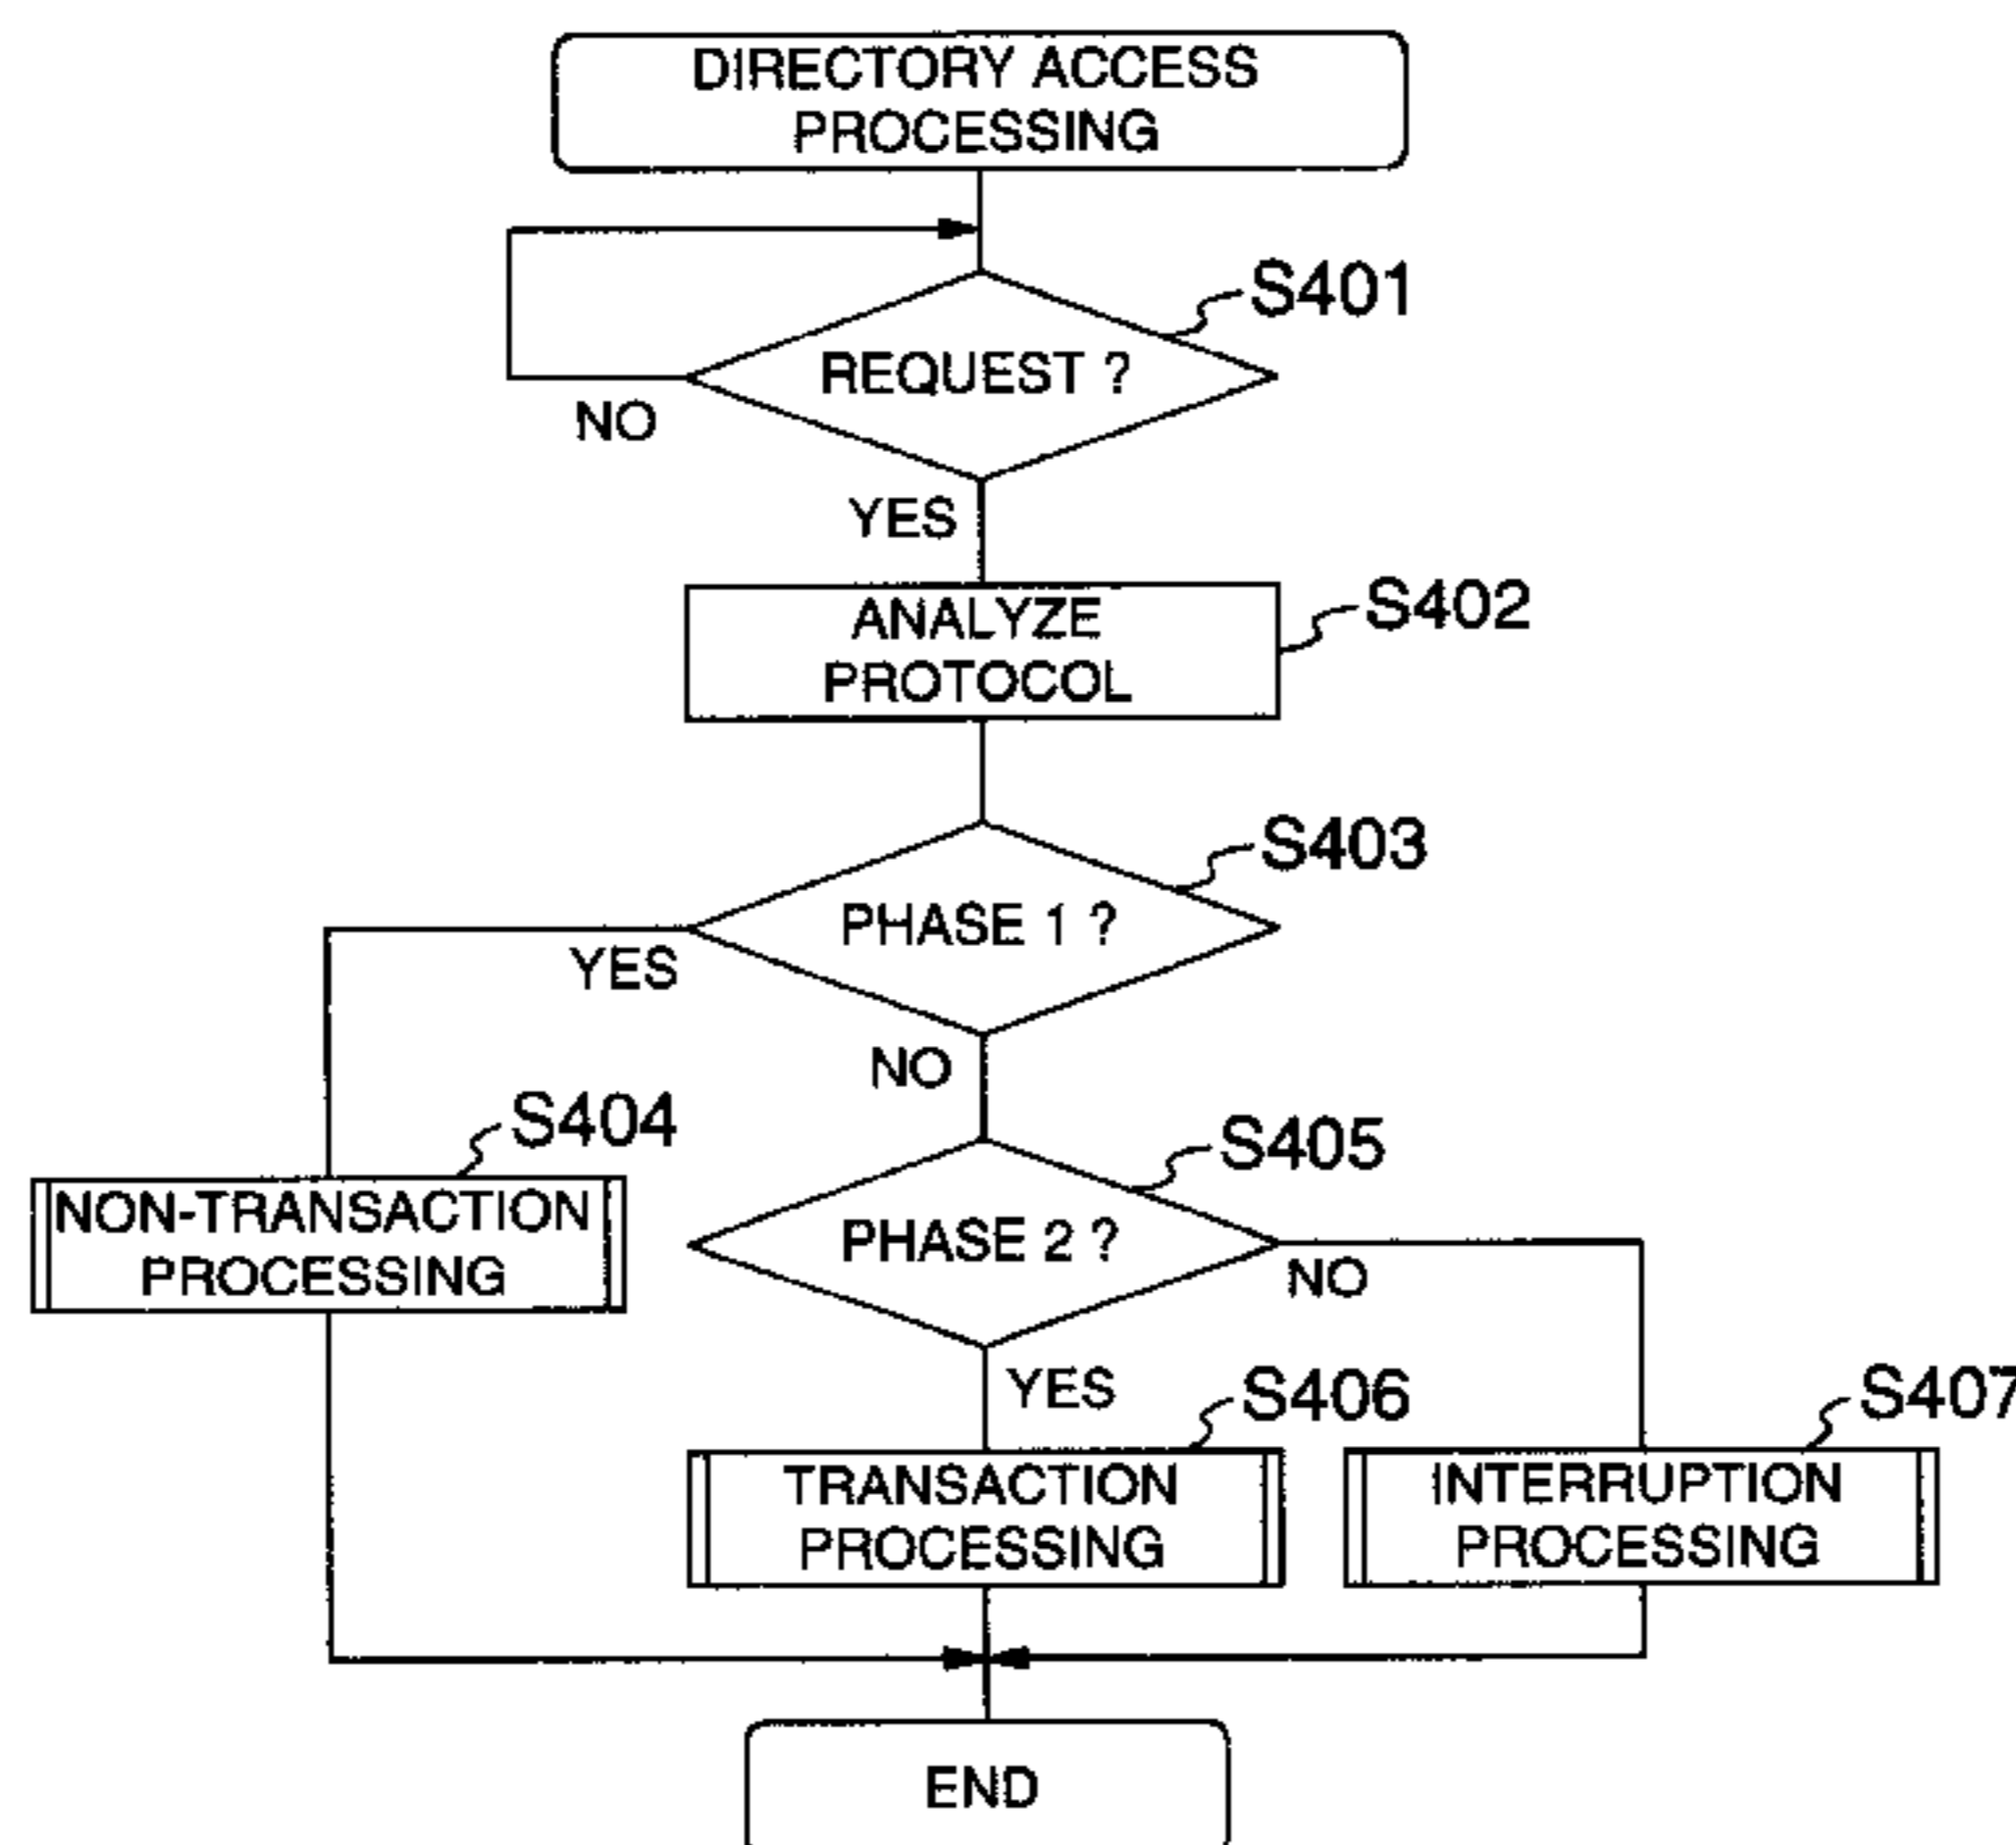 DIRECTORY ACCESS
PROCESSING
S401
REQUEST ?
NO
YES
ANALYZE
PROTOCOL
S402
S403
PHASE 1 ?
YES
NO
S404
NON-TRANSACTION
PROCESSING
S405
PHASE 2 ?
NO
YES
S406
TRANSACTION
PROCESSING
S407
INTERRUPTION
PROCESSING
END